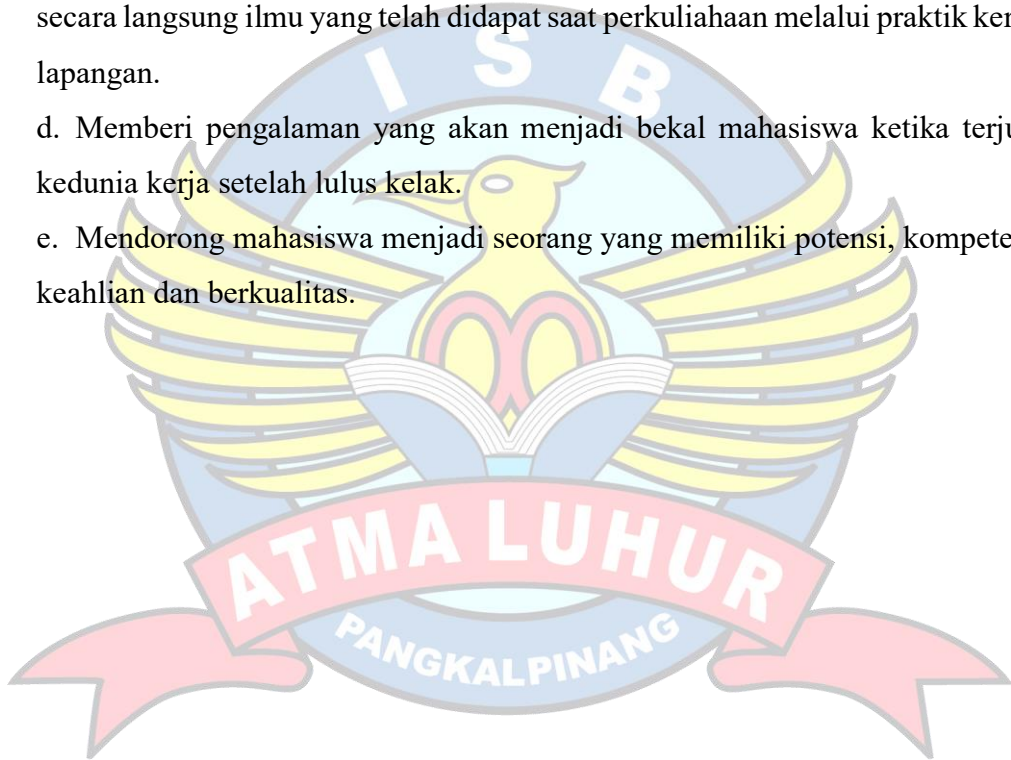 secara langsung ilmu yang telah didapat saat perkuliahaan melalui praktik ker
lapangan.
d. Memberi pengalaman yang akan menjadi bekal mahasiswa ketika terju
kedunia kerja setelah lulus kelak.
e. Mendorong mahasiswa menjadi seorang yang memiliki potensi, kompete
keahlian dan berkualitas.
I S B
ATMA LUHUR
PANGKALPINANG